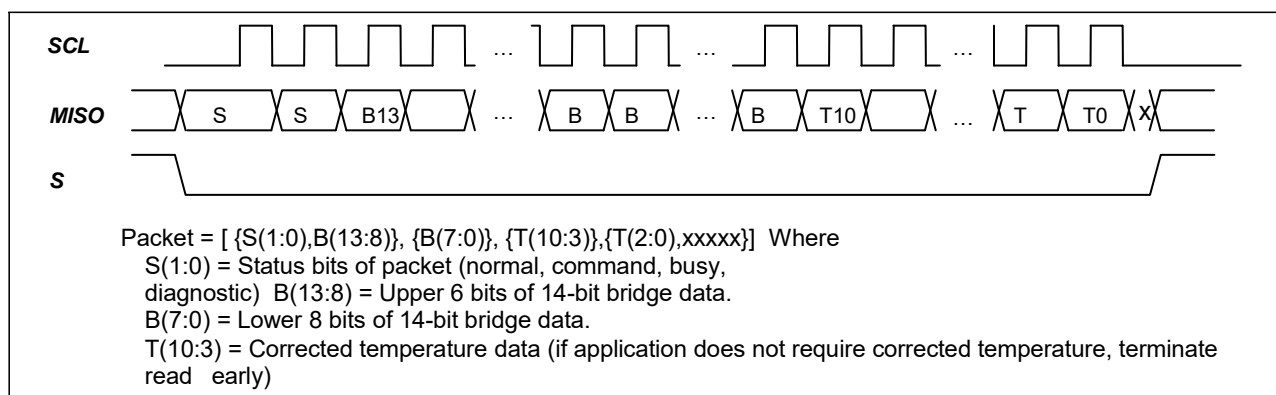 SCL … … …
MISO S S B13 … B B … B T10 … T T0 X
S
Packet = [ {S(1:0),B(13:8)}, {B(7:0)}, {T(10:3)},{T(2:0),xxxxx}] Where
S(1:0) = Status bits of packet (normal, command, busy,
diagnostic) B(13:8) = Upper 6 bits of 14-bit bridge data.
B(7:0) = Lower 8 bits of 14-bit bridge data.
T(10:3) = Corrected temperature data (if application does not require corrected temperature, terminate
read early)